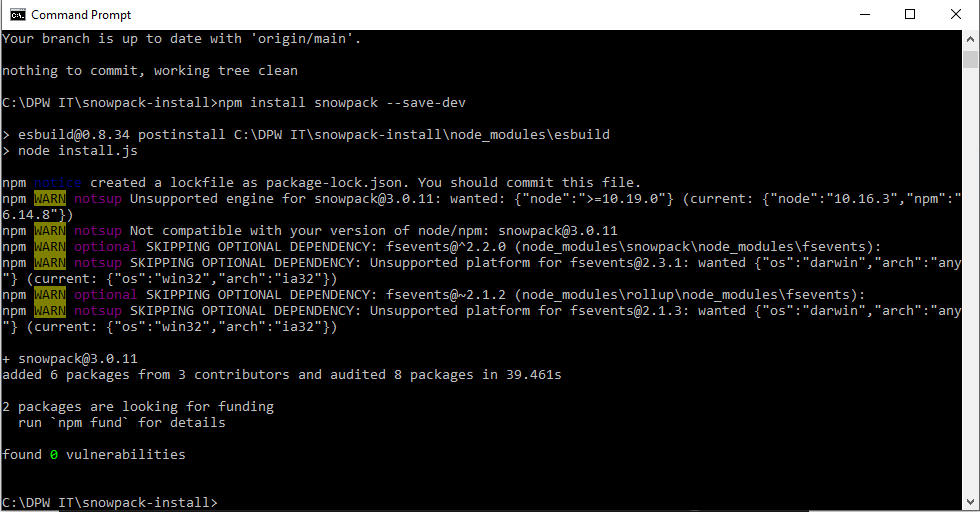 Command Prompt
Your branch is up to date with 'origin/main'.
nothing to commit, working tree clean
C:\DPW IT\snowpack-install>npm install snowpack --save-dev
> esbuild@0.8.34 postinstall C:\DPW IT\snowpack-install\node_modules\esbuild
> node install.js
npm notice created a lockfile as package-lock.json. You should commit this file.
npm WARN notsup Unsupported engine for snowpack@3.0.11: wanted: {"node":">=10.19.0"} (current: {"node":"10.16.3","npm":"
6.14.8"})
npm WARN notsup Not compatible with your version of node/npm: snowpack@3.0.11
npm WARN optional SKIPPING OPTIONAL DEPENDENCY: fsevents@^2.2.0 (node_modules\snowpack\node_modules\fsevents):
npm WARN notsup SKIPPING OPTIONAL DEPENDENCY: Unsupported platform for fsevents@2.3.1: wanted {"os":"darwin","arch":"any
"} (current: {"os":"win32","arch":"ia32"})
npm WARN optional SKIPPING OPTIONAL DEPENDENCY: fsevents@~2.1.2 (node_modules\rollup\node_modules\fsevents):
npm WARN notsup SKIPPING OPTIONAL DEPENDENCY: Unsupported platform for fsevents@2.1.3: wanted {"os":"darwin","arch":"any
"} (current: {"os":"win32","arch":"ia32"})
+ snowpack@3.0.11
added 6 packages from 3 contributors and audited 8 packages in 39.461s
2 packages are looking for funding
  run `npm fund` for details
found 0 vulnerabilities
C:\DPW IT\snowpack-install>